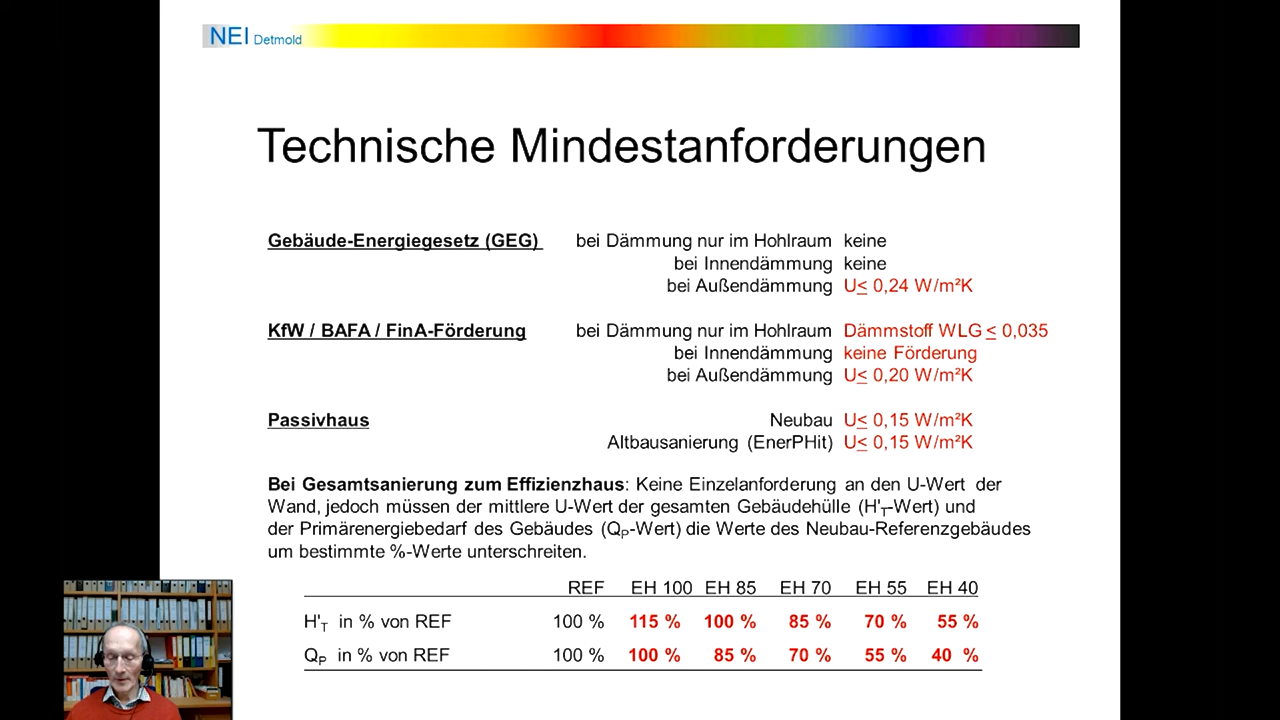 NEI Detmold
Technische Mindestanforderungen
Gebäude-Energiegesetz (GEG) bei Dämmung nur im Hohlraum keine
bei Innendämmung keine
bei Außendämmung U≤ 0,24 W/m²K
KfW / BAFA / FinA-Förderung bei Dämmung nur im Hohlraum Dämmstoff WLG ≤ 0,035
bei Innendämmung keine Förderung
bei Außendämmung U≤ 0,20 W/m²K
Passivhaus Neubau U≤ 0,15 W/m²K
Altbausanierung (EnerPHit) U≤ 0,15 W/m²K
Bei Gesamtsanierung zum Effizienzhaus: Keine Einzelanforderung an den U-Wert der
Wand, jedoch müssen der mittlere U-Wert der gesamten Gebäudehülle (H'T-Wert) und
der Primärenergiebedarf des Gebäudes (QP-Wert) die Werte des Neubau-Referenzgebäudes
um bestimmte %-Werte unterschreiten.
REF EH 100 EH 85 EH 70 EH 55 EH 40
H'T in % von REF 100 % 115 % 100 % 85 % 70 % 55 %
QP in % von REF 100 % 100 % 85 % 70 % 55 % 40 %